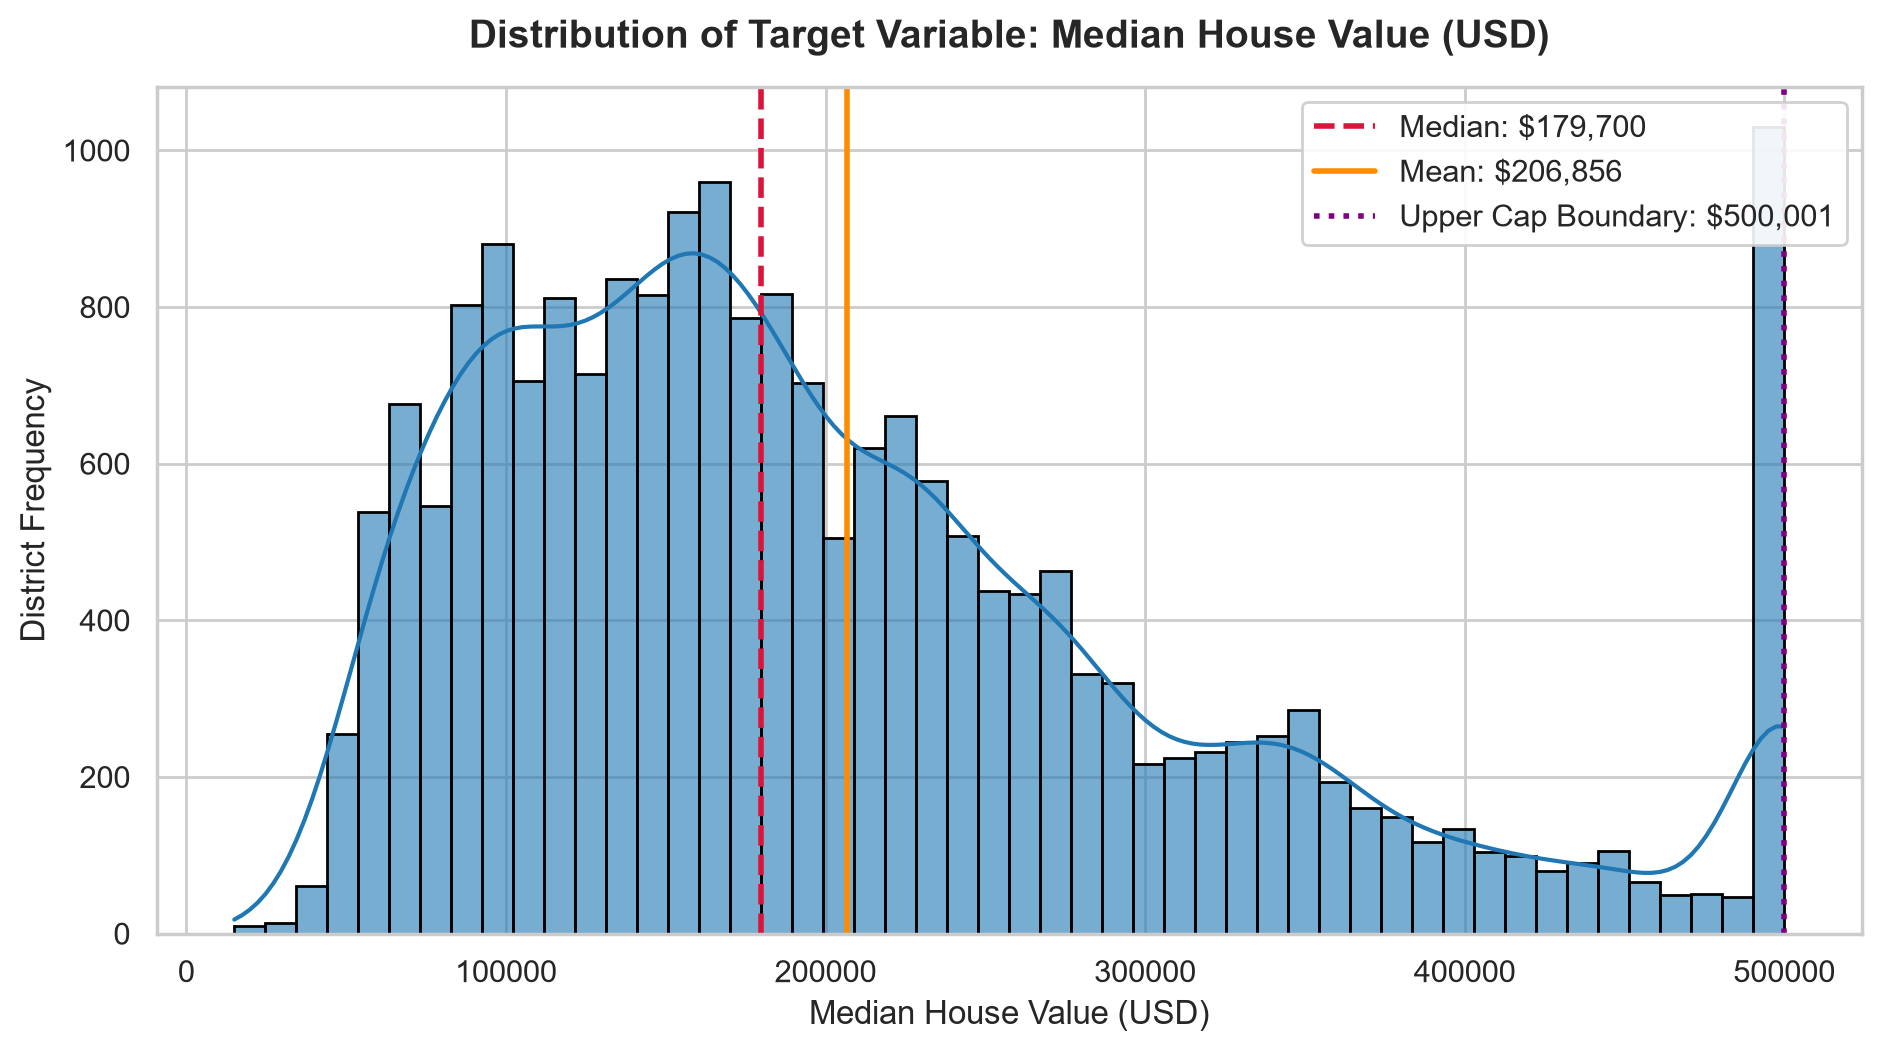 Distribution of Target Variable: Median House Value (USD)
Median: $179,700
Mean: $206,856
Upper Cap Boundary: $500,001
District Frequency
1000
800
600
400
200
0
0 100000 200000 300000 400000 500000
Median House Value (USD)